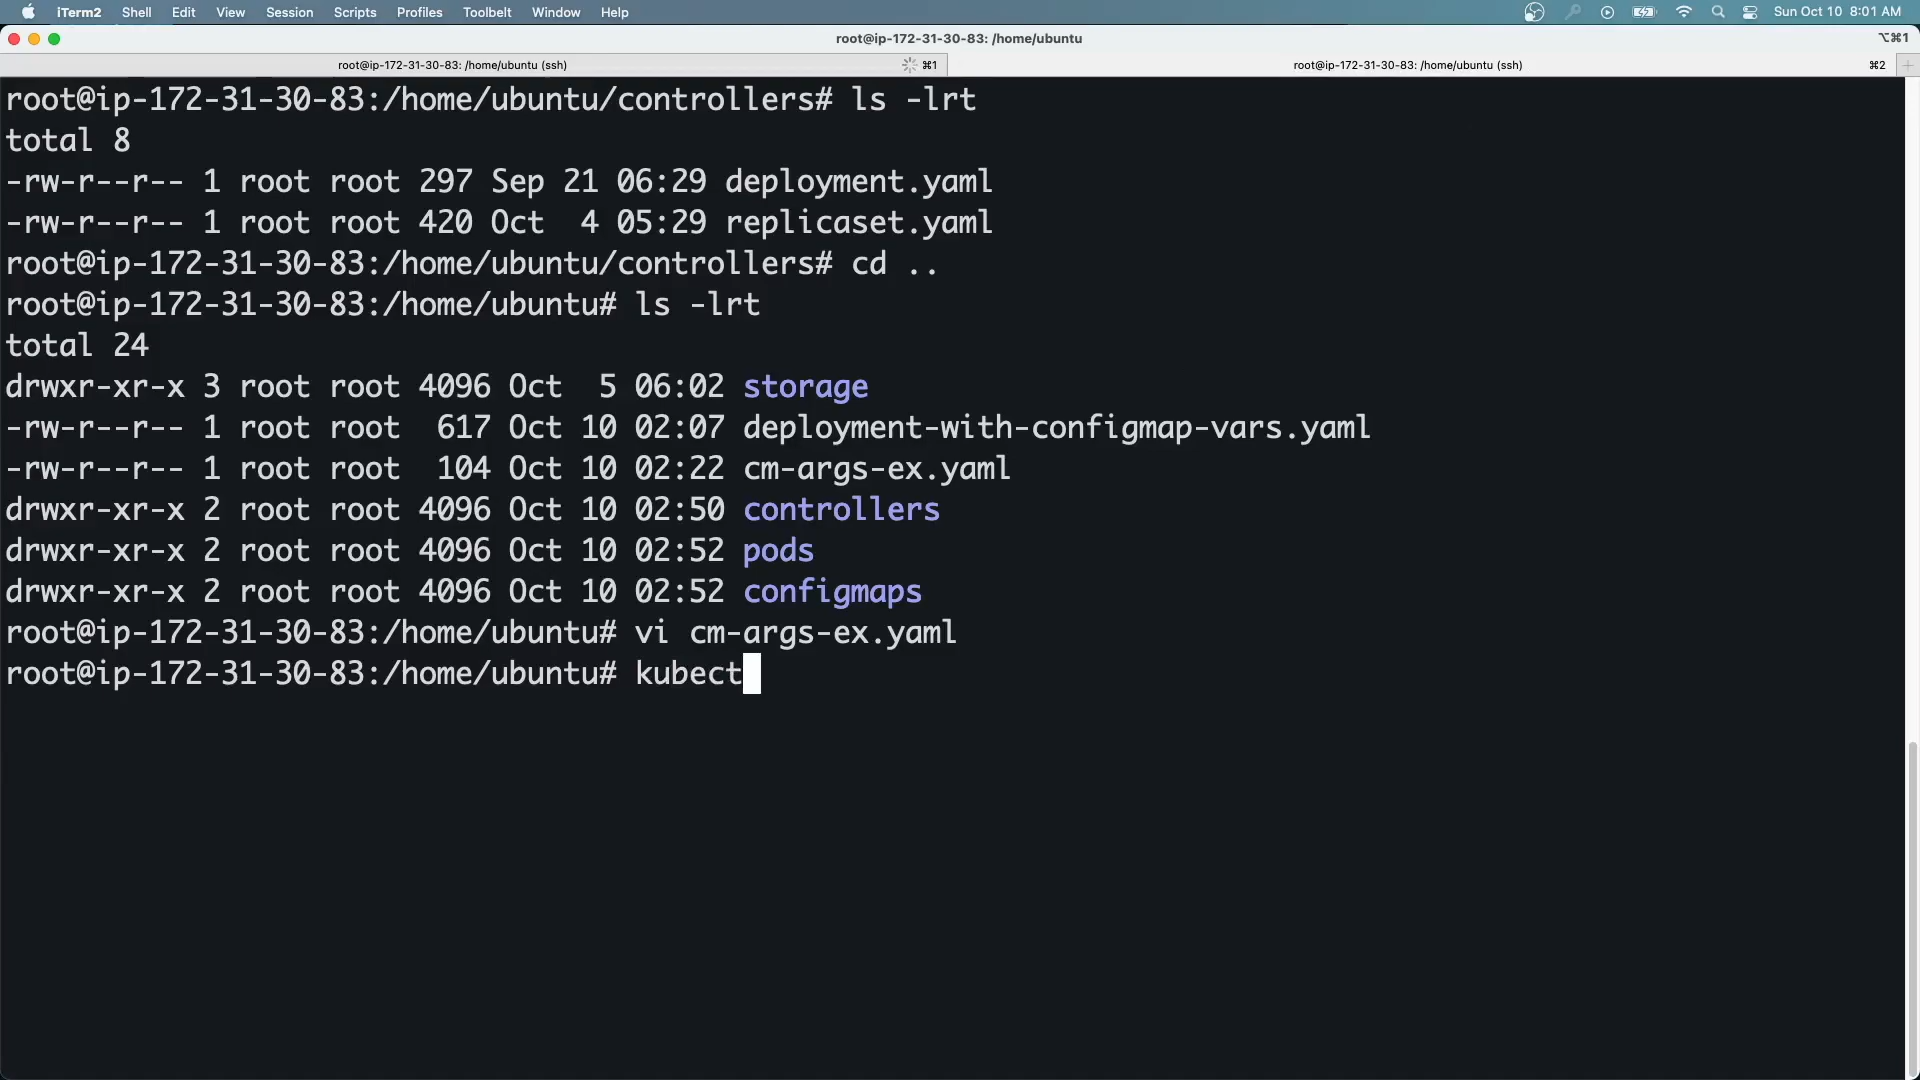 iTerm2 Shell Edit View Session Scripts Profiles Toolbelt Window Help Sun Oct 10 8:01 AM
root@ip-172-31-30-83: /home/ubuntu ⌥⌘1
root@ip-172-31-30-83: /home/ubuntu (ssh) ⌘1 root@ip-172-31-30-83: /home/ubuntu (ssh) ⌘2
root@ip-172-31-30-83:/home/ubuntu/controllers# ls -lrt
total 8
-rw-r--r-- 1 root root 297 Sep 21 06:29 deployment.yaml
-rw-r--r-- 1 root root 420 Oct  4 05:29 replicaset.yaml
root@ip-172-31-30-83:/home/ubuntu/controllers# cd ..
root@ip-172-31-30-83:/home/ubuntu# ls -lrt
total 24
drwxr-xr-x 3 root root 4096 Oct  5 06:02 storage
-rw-r--r-- 1 root root  617 Oct 10 02:07 deployment-with-configmap-vars.yaml
-rw-r--r-- 1 root root  104 Oct 10 02:22 cm-args-ex.yaml
drwxr-xr-x 2 root root 4096 Oct 10 02:50 controllers
drwxr-xr-x 2 root root 4096 Oct 10 02:52 pods
drwxr-xr-x 2 root root 4096 Oct 10 02:52 configmaps
root@ip-172-31-30-83:/home/ubuntu# vi cm-args-ex.yaml
root@ip-172-31-30-83:/home/ubuntu# kubect